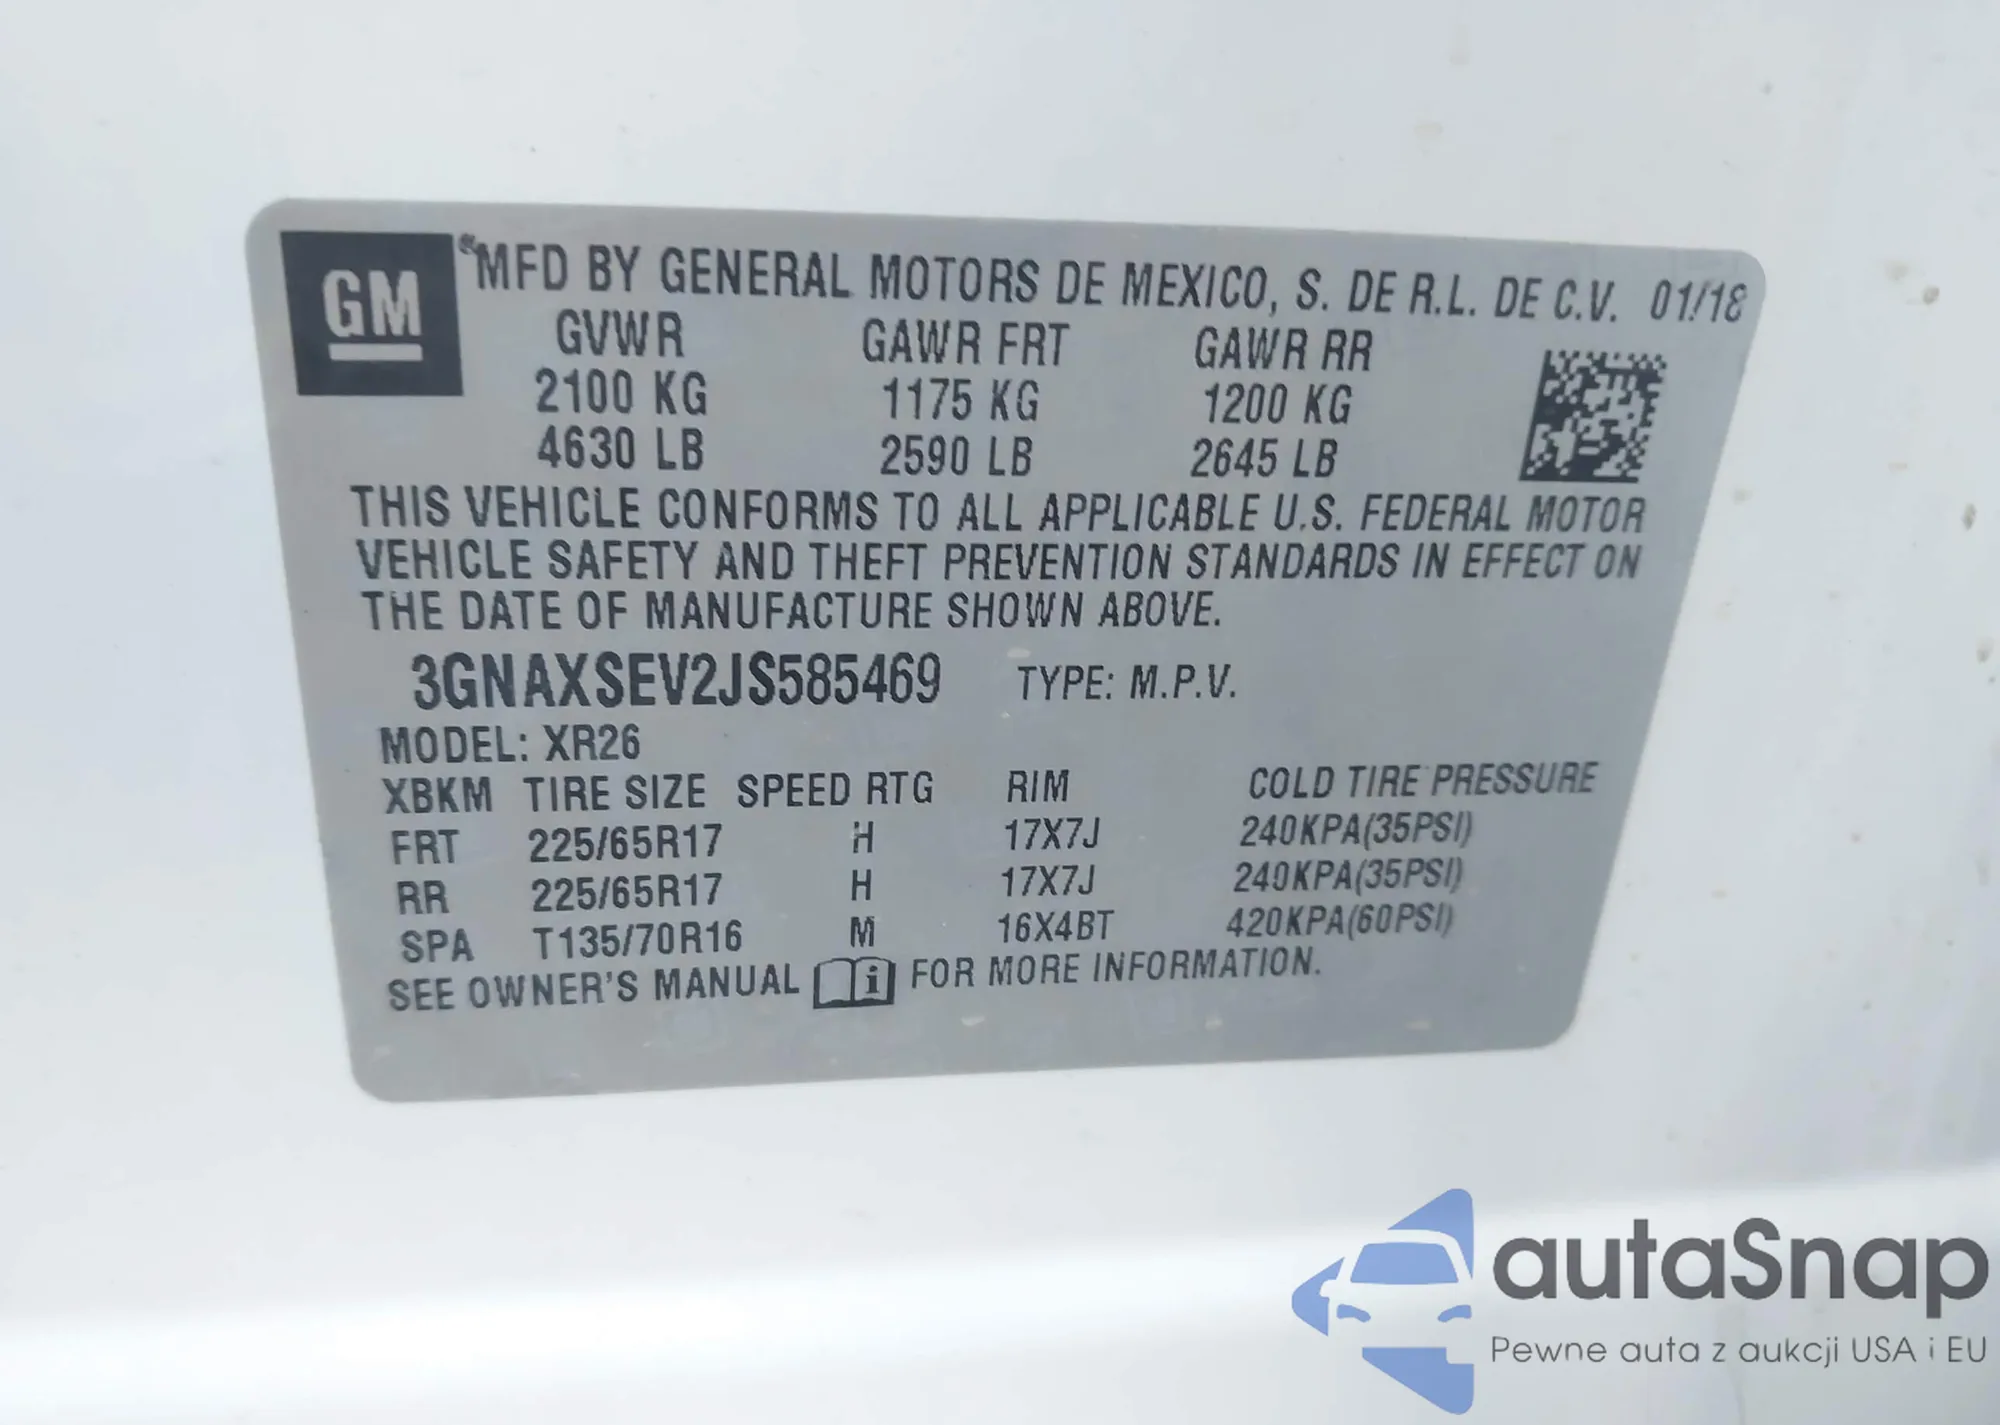 GM
MFD BY GENERAL MOTORS DE MEXICO, S. DE R.L. DE C.V. 01/18
GVWR GAWR FRT GAWR RR
2100 KG 1175 KG 1200 KG
4630 LB 2590 LB 2645 LB
THIS VEHICLE CONFORMS TO ALL APPLICABLE U.S. FEDERAL MOTOR
VEHICLE SAFETY AND THEFT PREVENTION STANDARDS IN EFFECT ON
THE DATE OF MANUFACTURE SHOWN ABOVE.
3GNAXSEV2JS585469 TYPE: M.P.V.
MODEL: XR26
XBKM TIRE SIZE SPEED RTG RIM COLD TIRE PRESSURE
FRT 225/65R17 H 17X7J 240KPA(35PSI)
RR 225/65R17 H 17X7J 240KPA(35PSI)
SPA T135/70R16 M 16X4BT 420KPA(60PSI)
SEE OWNER'S MANUAL i FOR MORE INFORMATION.
autaSnap
Pewne auta z aukcji USA i EU